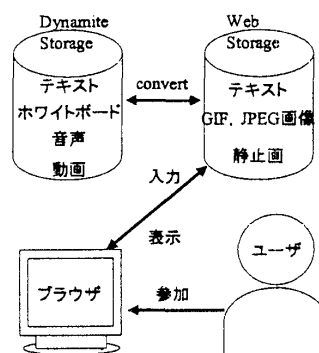 Dynamite
Storage
テキスト
ホワイトボード
音声
動画
convert
Web
Storage
テキスト
GIF, JPEG画像
静止画
入力
表示
ブラウザ
参加
ユーザ